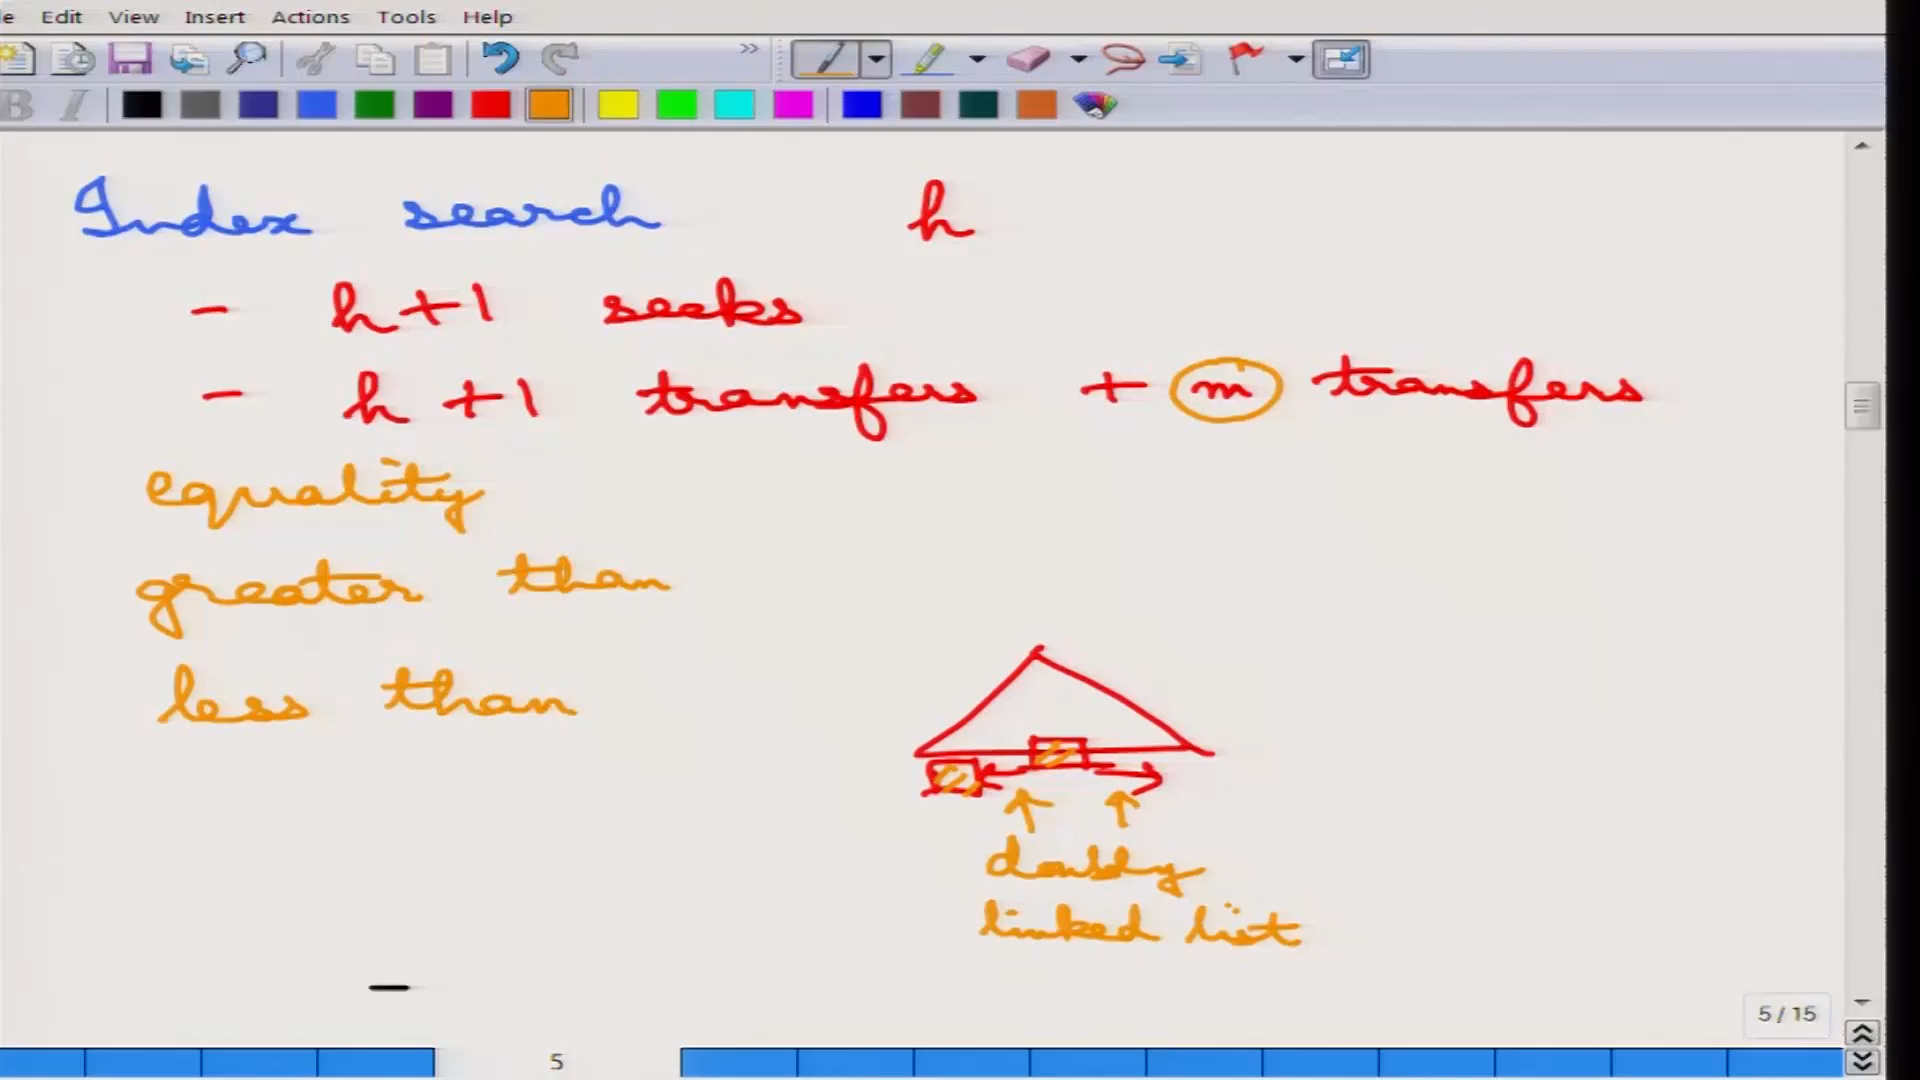 Edit View Insert Actions Tools Help
B I
Index search h
- h+1 seeks
- h+1 transfers + m transfers
equality
greater than
less than
doubly
linked list
5 / 15
5